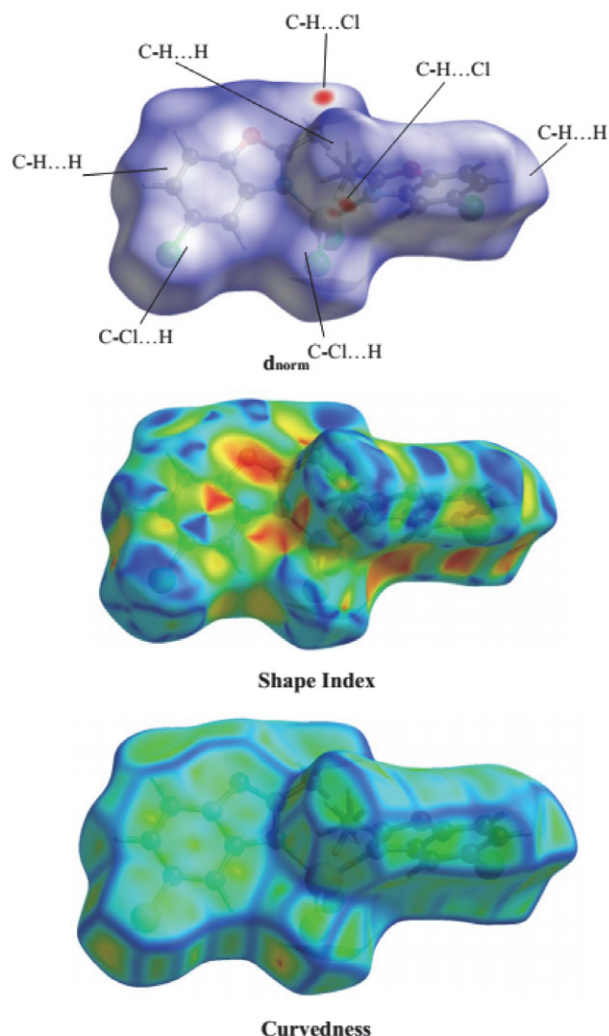 C-H…Cl
C-H…H
C-H…Cl
C-H…H
C-H…H
C-Cl…H
C-Cl…H
dnorm
Shape Index
Curvedness